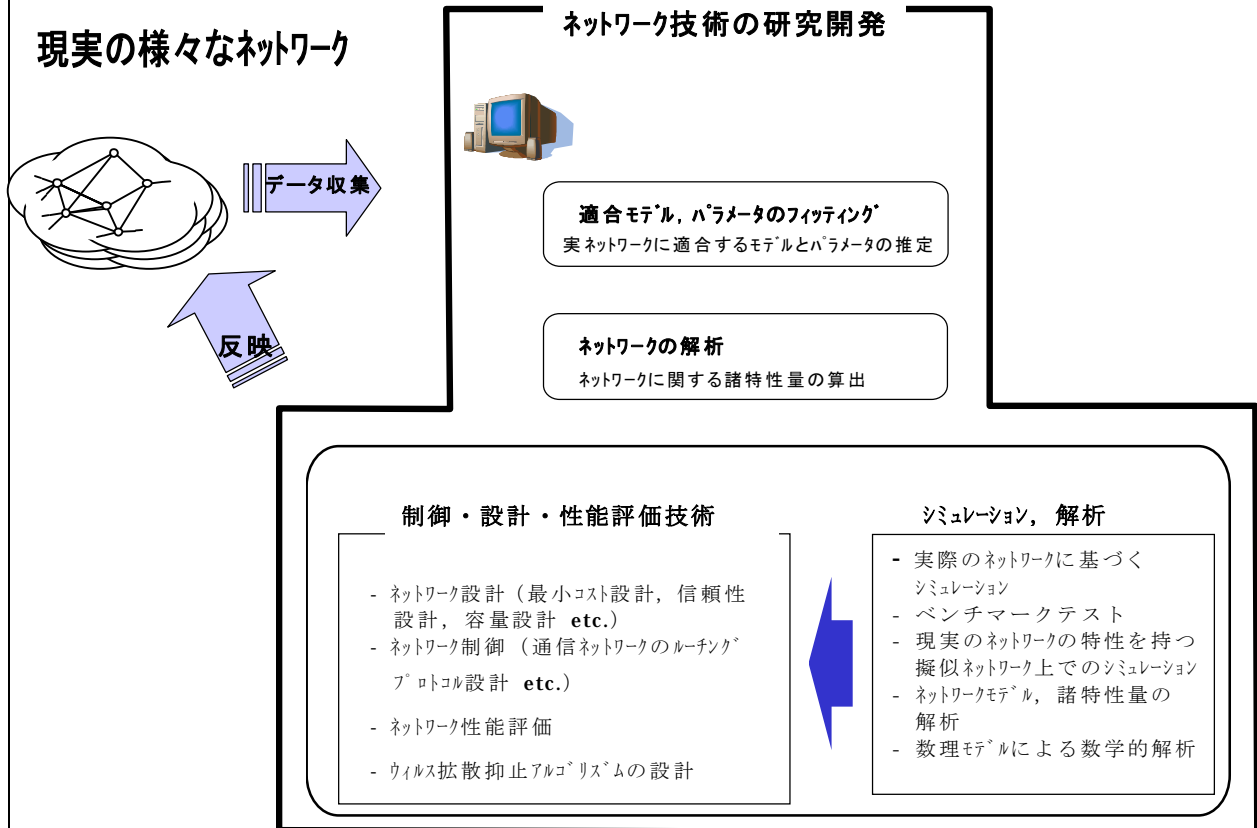 ネットワーク技術の研究開発
現実の様々なネットワーク
データ収集
適合モデル，パラメータのフィッティング
実ネットワークに適合するモデルとパラメータの推定
反映
ネットワークの解析
ネットワークに関する諸特性量の算出
制御・設計・性能評価技術
- ネットワーク設計（最小コスト設計，信頼性
設計，容量設計 etc.）
- ネットワーク制御（通信ネットワークのルーチング
プロトコル設計 etc.）
- ネットワーク性能評価
- ウィルス拡散抑止アルゴリズムの設計
シミュレーション，解析
- 実際のネットワークに基づく
シミュレーション
- ベンチマークテスト
- 現実のネットワークの特性を持つ
擬似ネットワーク上でのシミュレーション
- ネットワークモデル，諸特性量の
解析
- 数理モデルによる数学的解析